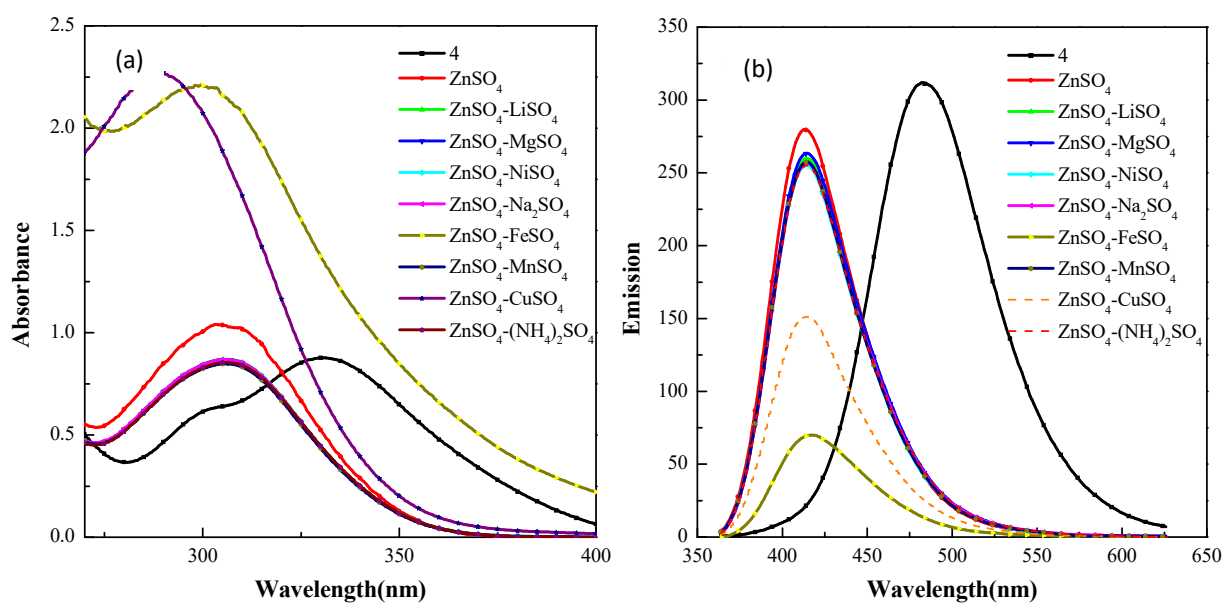 (a)
2.5
2.0
1.5
1.0
0.5
0.0
300
350
400
Absorbance
Wavelength(nm)
4
ZnSO4
ZnSO4-LiSO4
ZnSO4-MgSO4
ZnSO4-NiSO4
ZnSO4-Na2SO4
ZnSO4-FeSO4
ZnSO4-MnSO4
ZnSO4-CuSO4
ZnSO4-(NH4)2SO4
(b)
350
300
250
200
150
100
50
0
350
400
450
500
550
600
650
Emission
Wavelength(nm)
4
ZnSO4
ZnSO4-LiSO4
ZnSO4-MgSO4
ZnSO4-NiSO4
ZnSO4-Na2SO4
ZnSO4-FeSO4
ZnSO4-MnSO4
ZnSO4-CuSO4
ZnSO4-(NH4)2SO4